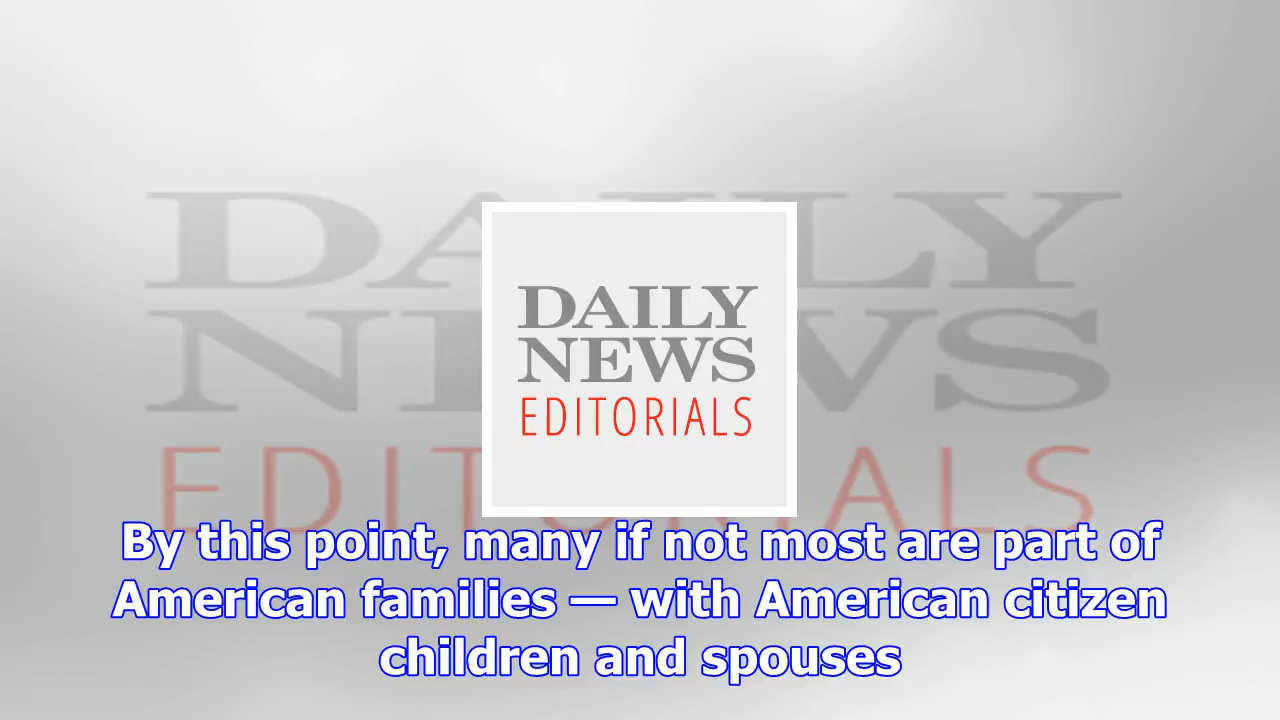 DAILY
NEWS
EDITORIALS
By this point, many if not most are part of
American families — with American citizen
children and spouses